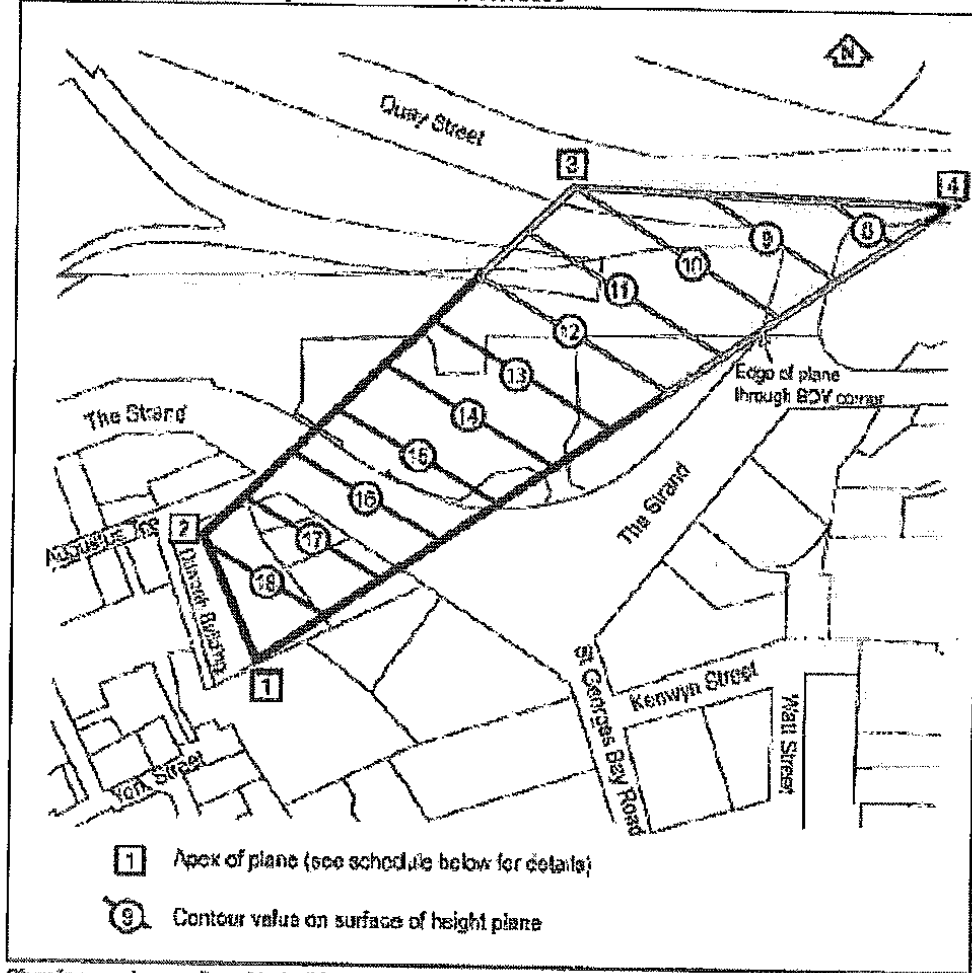 N
Quay Street
3
4
8
9
10
11
12
Edge of plane
through BDV corner
13
14
The Strand
15
The Strand
16
2
Augustus Tce
17
18
Building
1
St Georges Bay Road
Kenwyn Street
Watt Street
York Street
1 Apex of plane (see schedule below for details)
9 Contour value on surface of height plane